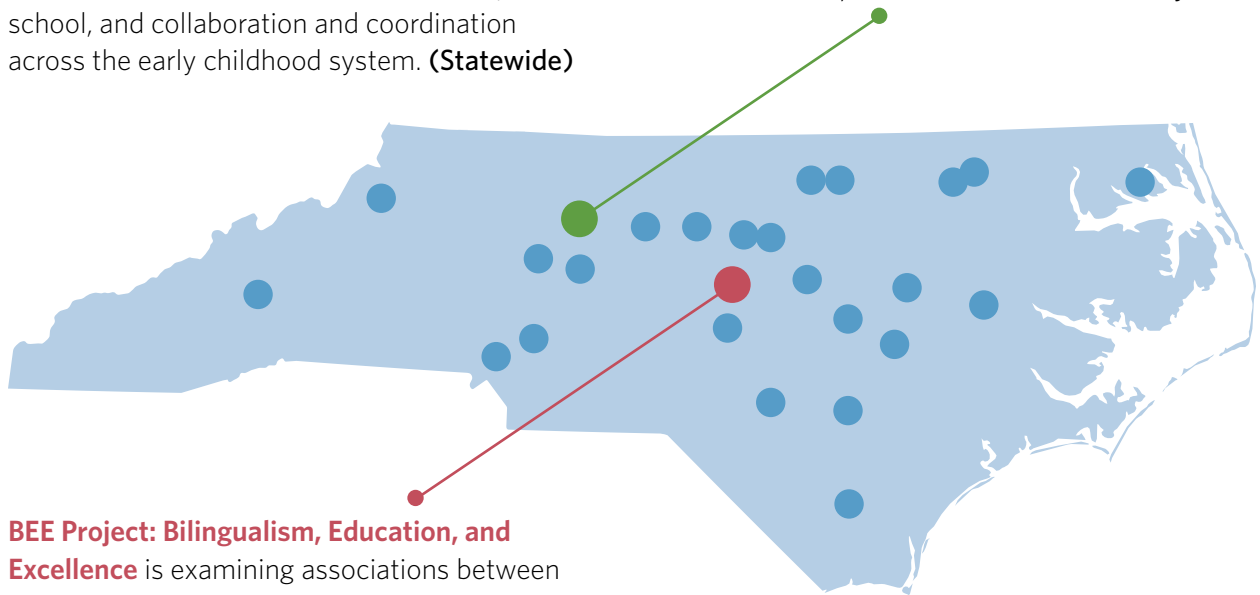 school, and collaboration and coordination
across the early childhood system. (Statewide)
BEE Project: Bilingualism, Education, and
Excellence is examining associations between